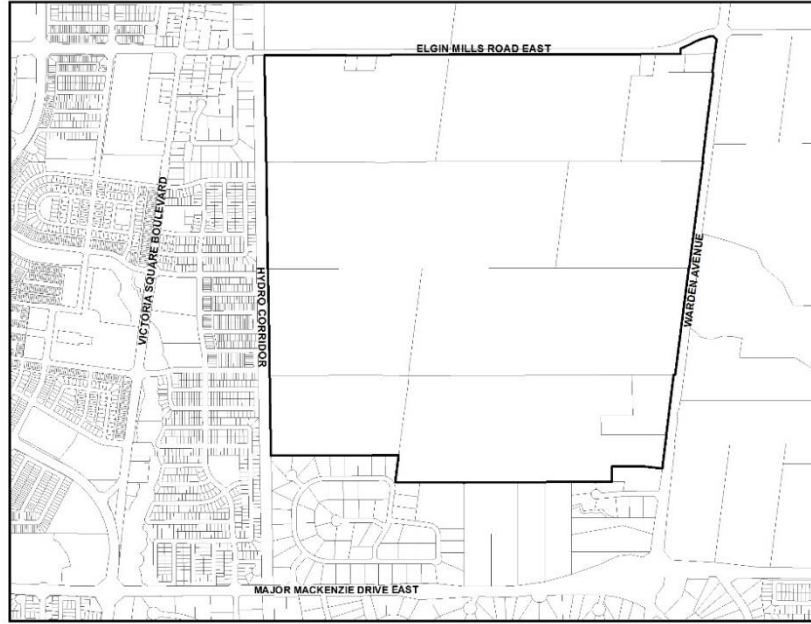 ELGIN MILLS ROAD EAST
VICTORIA SQUARE BOULEVARD
HYDRO CORRIDOR
WARDEN AVENUE
MAJOR MACKENZIE DRIVE EAST